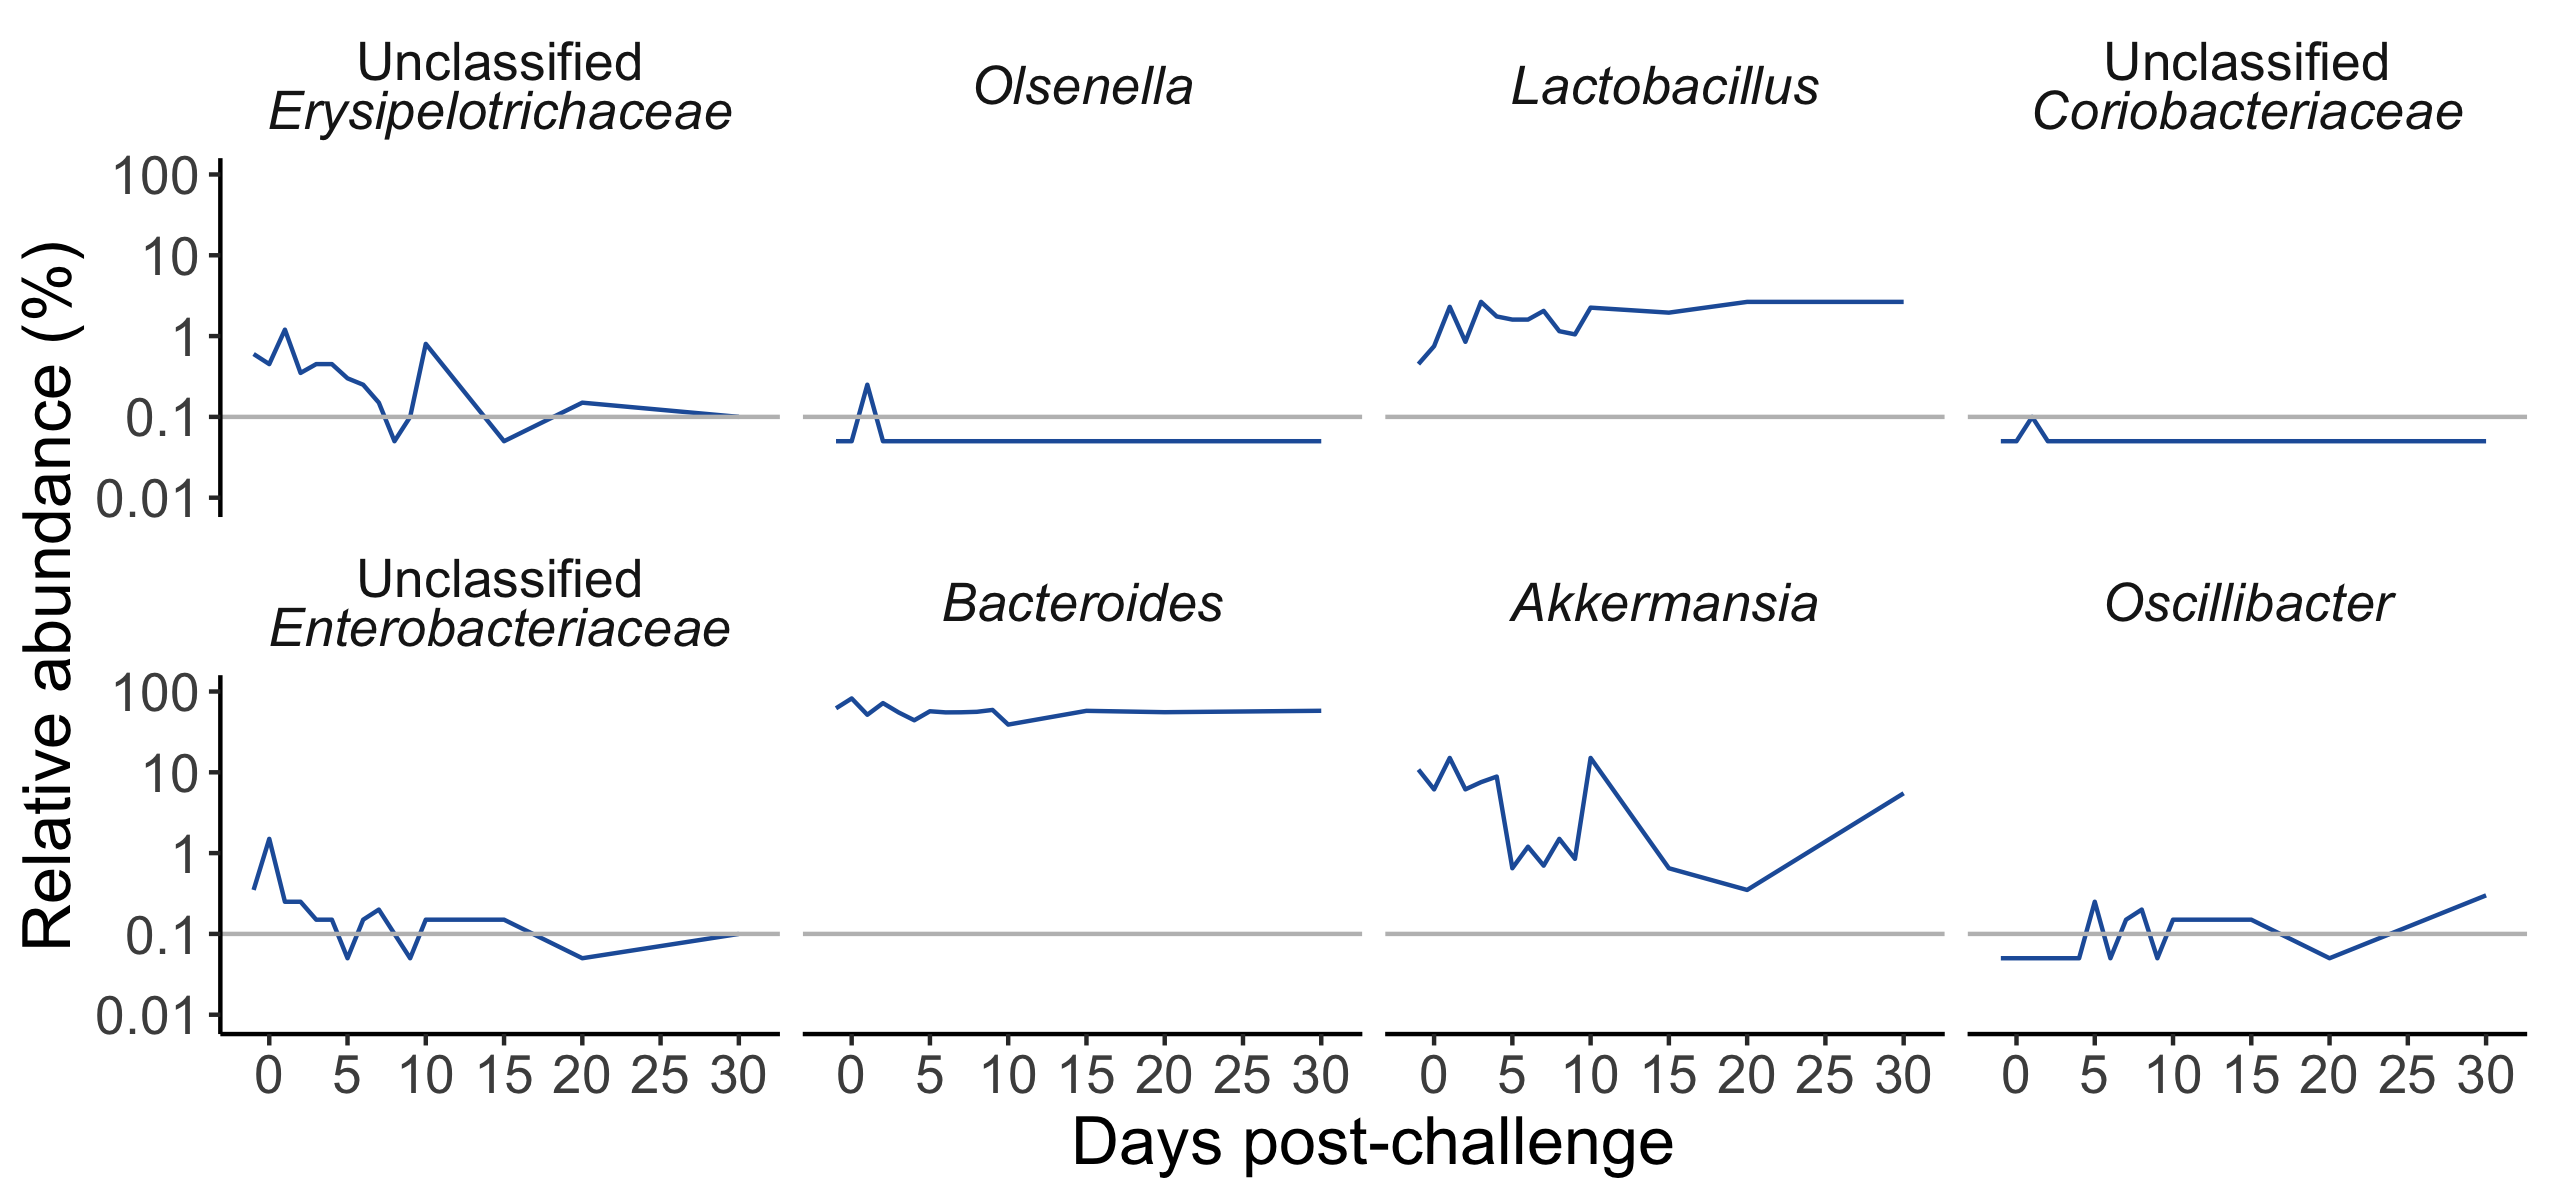 Unclassified
Erysipelotrichaceae
Olsenella
Lactobacillus
Unclassified
Coriobacteriaceae
100
10
1
0.1
0.01
Relative abundance (%)
Unclassified
Enterobacteriaceae
Bacteroides
Akkermansia
Oscillibacter
100
10
1
0.1
0.01
0 5 10 15 20 25 30
0 5 10 15 20 25 30
0 5 10 15 20 25 30
0 5 10 15 20 25 30
Days post-challenge